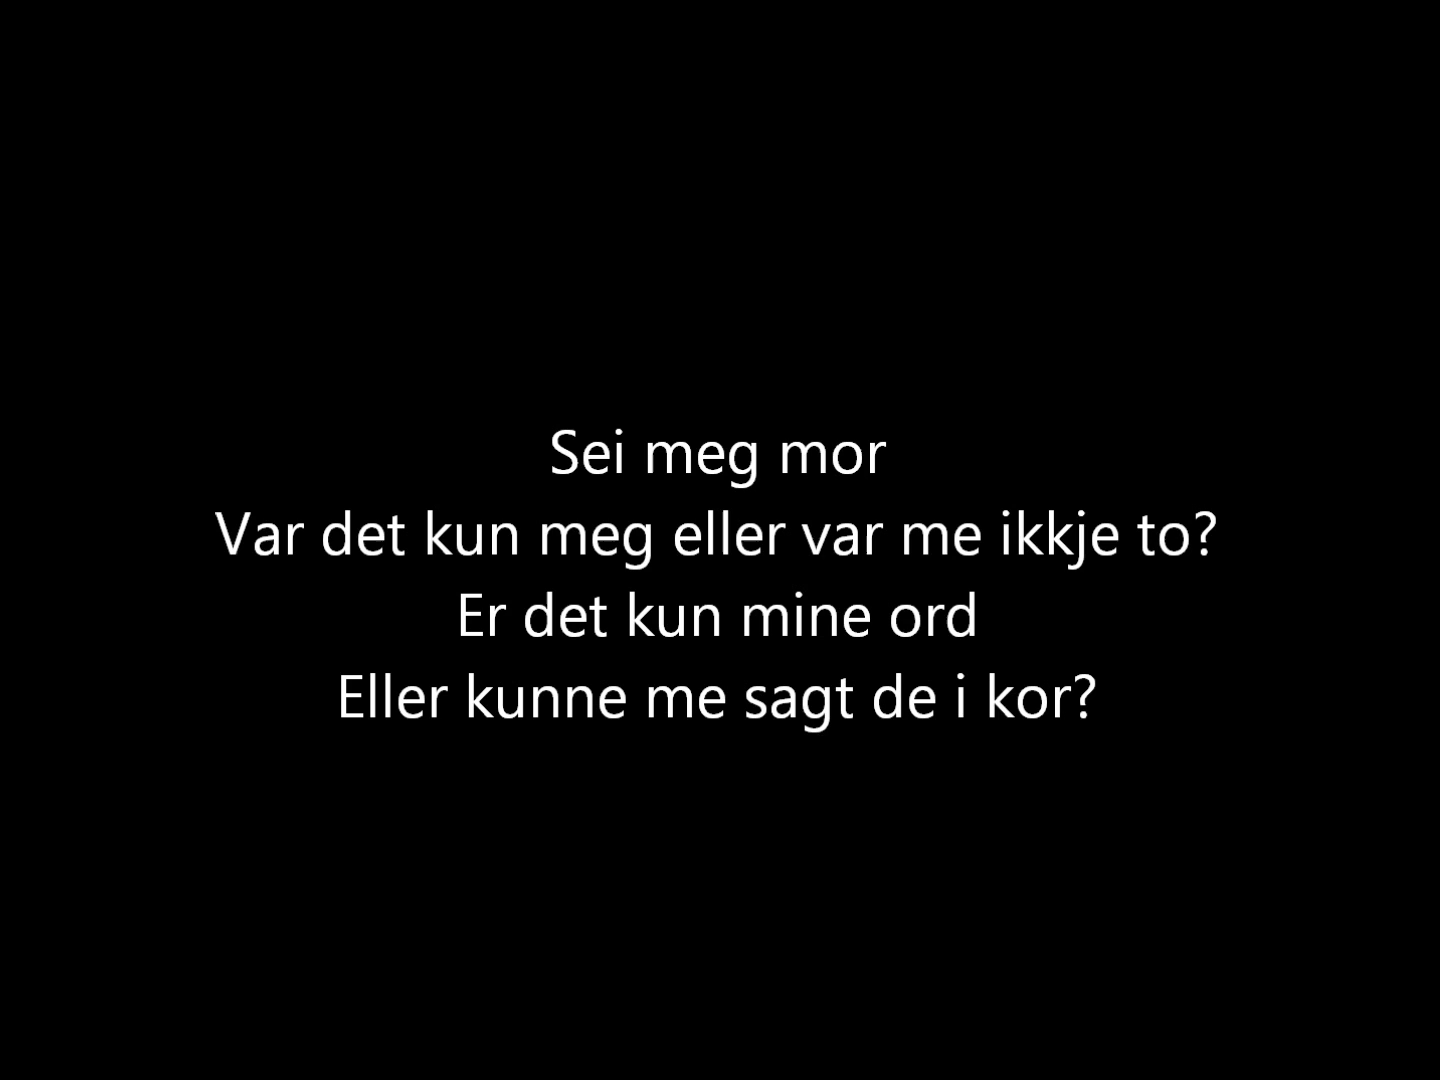 Sei meg mor
Var det kun meg eller var me ikkje to?
Er det kun mine ord
Eller kunne me sagt de i kor?